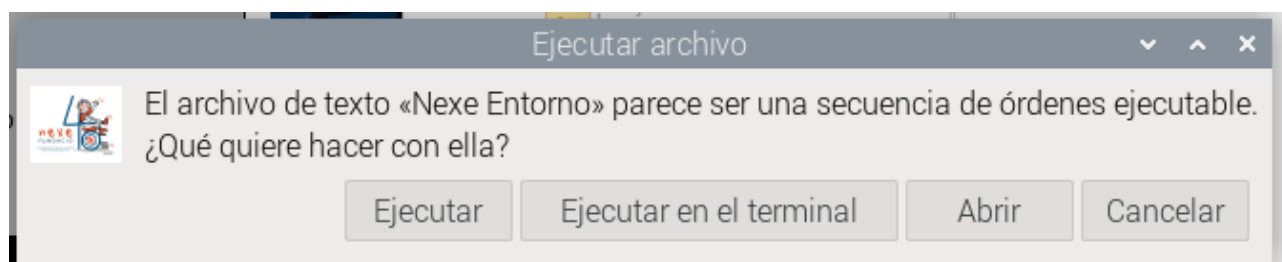 Ejecutar archivo
El archivo de texto «Nexe Entorno» parece ser una secuencia de órdenes ejecutable.
¿Qué quiere hacer con ella?
nexe
Ejecutar
Ejecutar en el terminal
Abrir
Cancelar